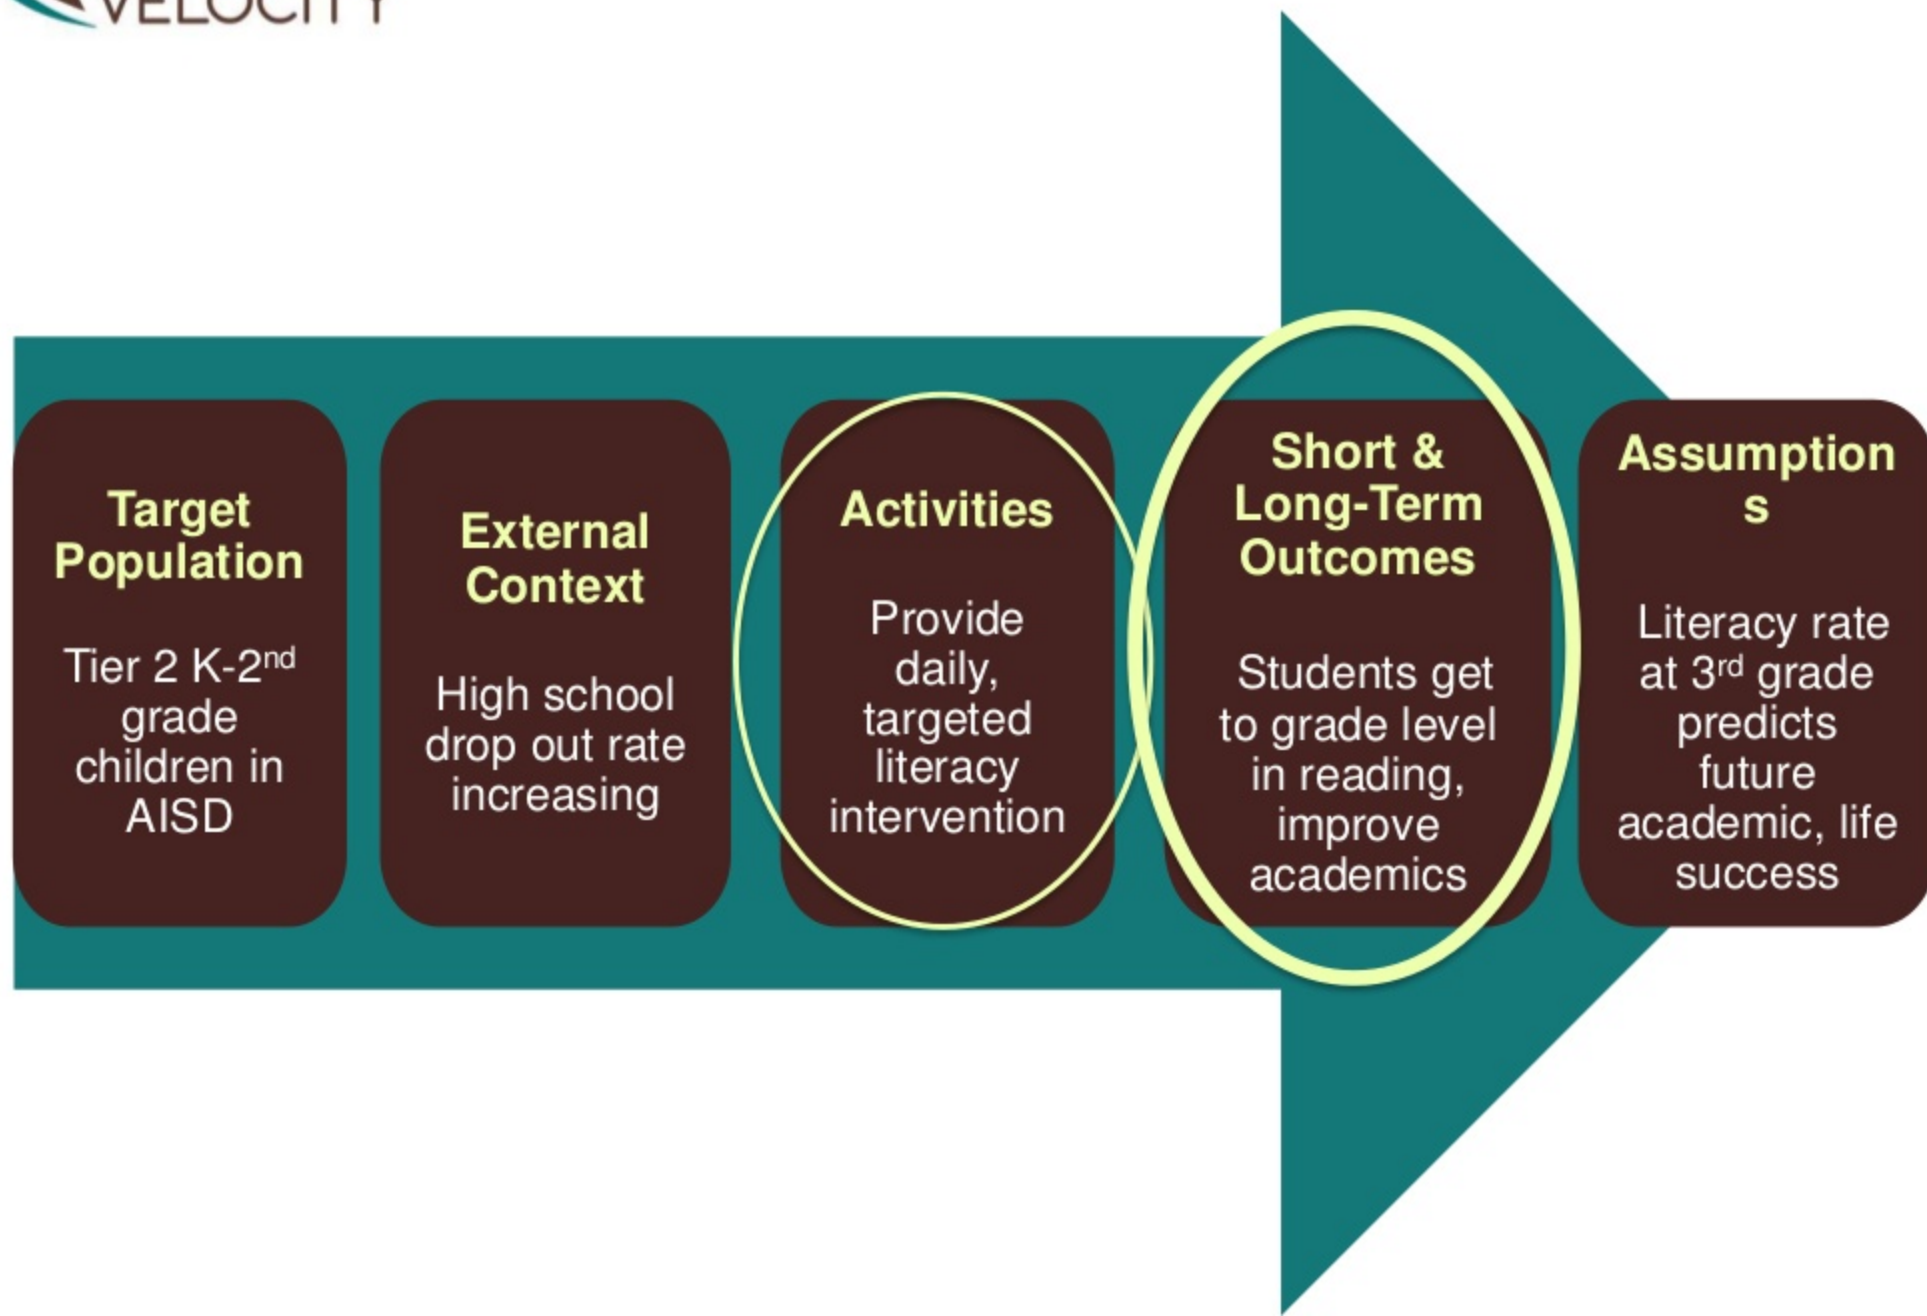 VELOCITY
Target
Population
Tier 2 K-2nd
grade
children in
AISD
External
Context
High school
drop out rate
increasing
Activities
Provide
daily,
targeted
literacy
intervention
Short &
Long-Term
Outcomes
Students get
to grade level
in reading,
improve
academics
Assumption
s
Literacy rate
at 3rd grade
predicts
future
academic, life
success